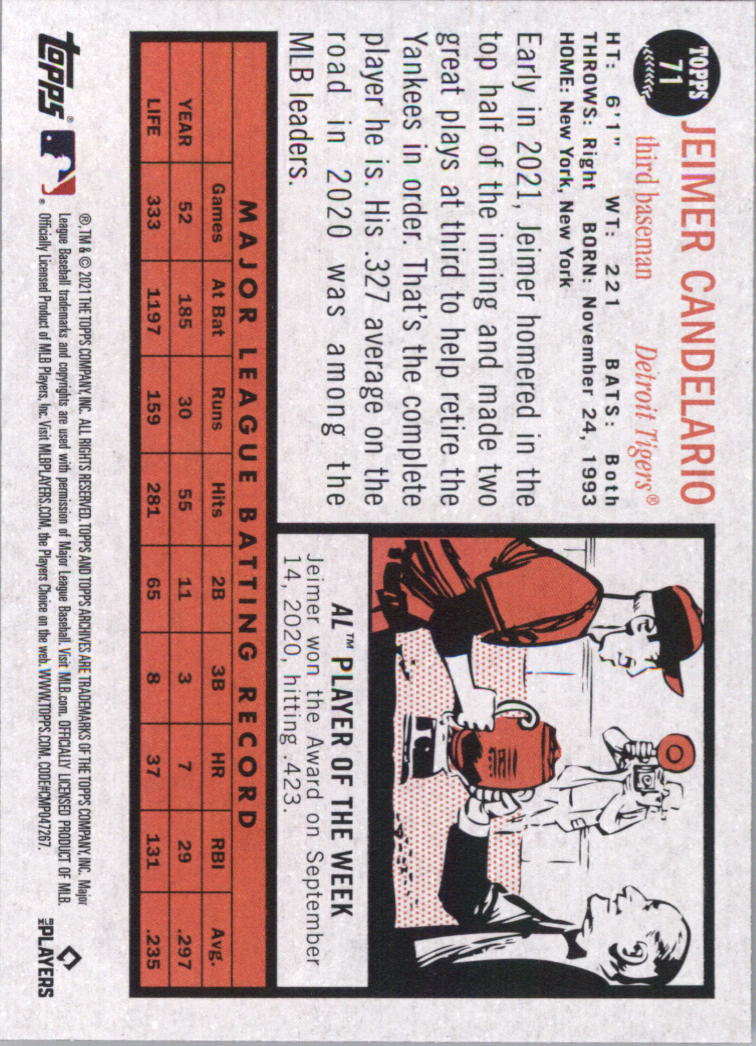 TOPPS
71
JEIMER CANDELARIO
third baseman Detroit Tigers®
HT: 6'1" WT: 221 BATS: Both
THROWS: Right BORN: November 24, 1993
HOME: New York, New York
Early in 2021, Jeimer homered in the
top half of the inning and made two
great plays at third to help retire the
Yankees in order. That's the complete
player he is. His .327 average on the
road in 2020 was among the
MLB leaders.
AL™ PLAYER OF THE WEEK
Jeimer won the Award on September
14, 2020, hitting .423.
MAJOR LEAGUE BATTING RECORD
Games At Bat Runs Hits 2B 3B HR RBI Avg.
YEAR 52 185 30 55 11 3 7 29 .297
LIFE 333 1197 159 281 65 8 37 131 .235
topps®
®, TM & © 2021 THE TOPPS COMPANY, INC. ALL RIGHTS RESERVED. TOPPS AND TOPPS ARCHIVES ARE TRADEMARKS OF THE TOPPS COMPANY, INC. Major
League Baseball trademarks and copyrights are used with permission of Major League Baseball. Visit MLB.com. OFFICIALLY LICENSED PRODUCT OF MLB
Officially Licensed Product of MLB Players, Inc. Visit MLBPLAYERS.COM, the Players Choice on the web. WWW.TOPPS.COM. CODE#CMP047267.
MLB PLAYERS